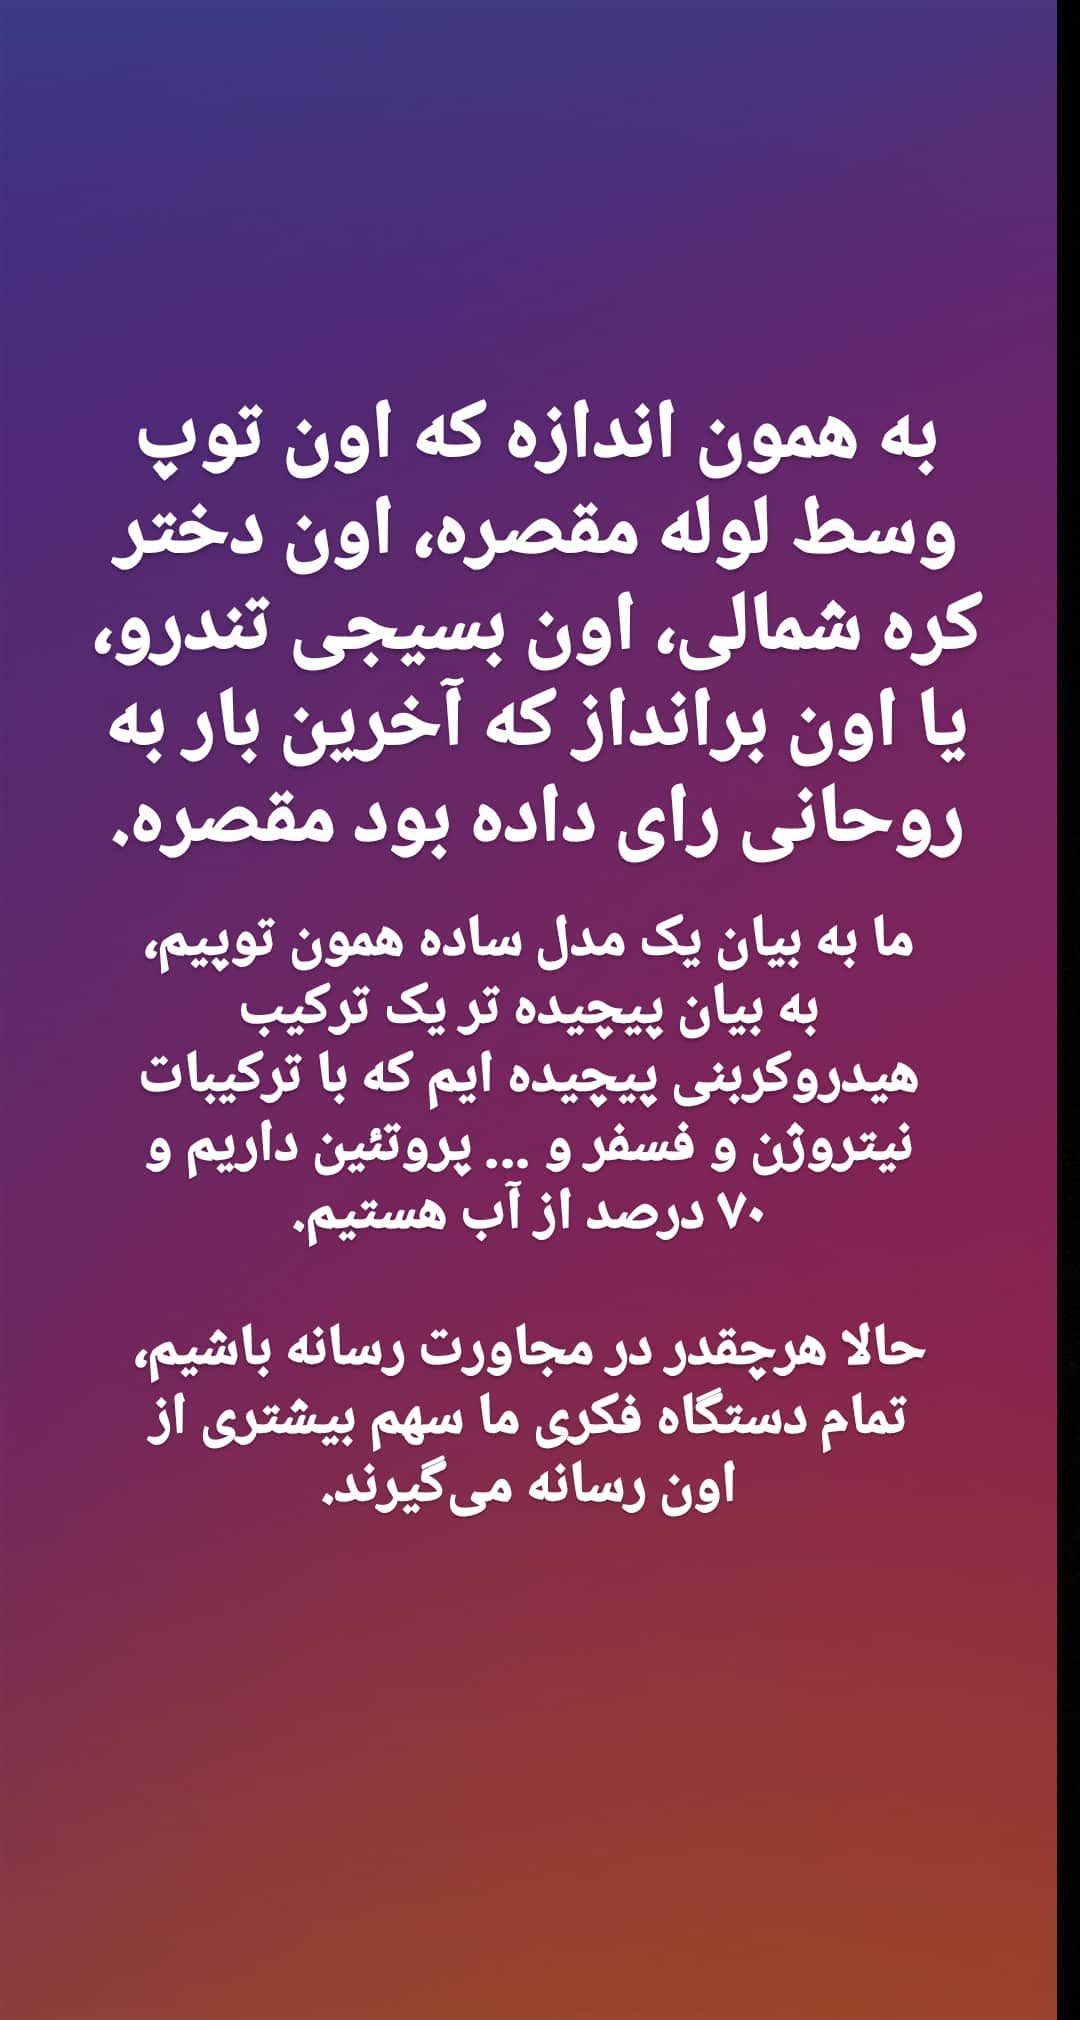 به همون اندازه که اون توپ
وسط لوله مقصره، اون دختر
کره شمالی، اون بسیجی تندرو،
یا اون برانداز که آخرین بار به
روحانی رای داده بود مقصره.
ما به بیان یک مدل ساده همون توپیم،
به بیان پیچیده تر یک ترکیب
هیدروکربنی پیچیده ایم که با ترکیبات
نیتروژن و فسفر و ... پروتئین داریم و
۷۰ درصد از آب هستیم.
حالا هرچقدر در مجاورت رسانه باشیم،
تمام دستگاه فکری ما سهم بیشتری از
اون رسانه می‌گیرند.